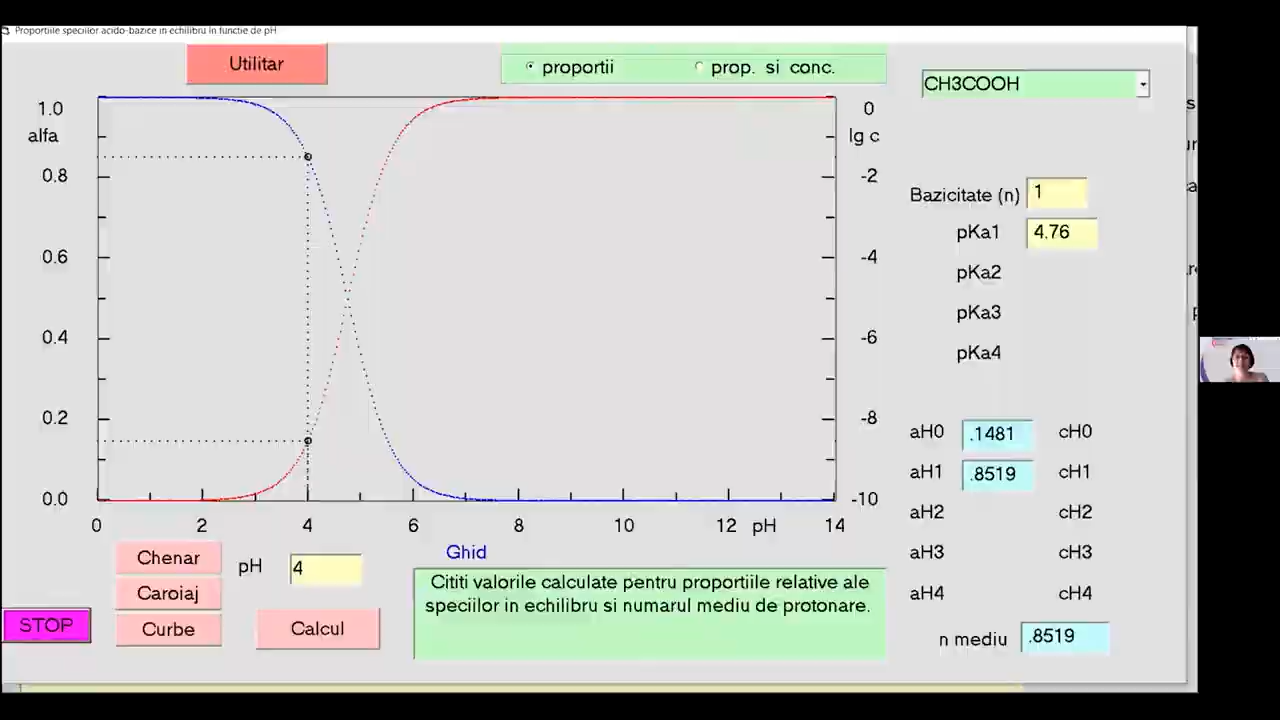 Proportiile speciilor acido-bazice in echilibru in functie de pH
Utilitar
proportii
prop. si conc.
CH3COOH
1.0
alfa
0.8
0.6
0.4
0.2
0.0
0
lg c
-2
-4
-6
-8
-10
0 2 4 6 8 10 12 pH 14
Bazicitate (n) 1
pKa1 4.76
pKa2
pKa3
pKa4
aH0 .1481 cH0
aH1 .8519 cH1
aH2 cH2
aH3 cH3
aH4 cH4
n mediu .8519
Chenar
Caroiaj
Curbe
STOP
pH 4
Calcul
Ghid
Cititi valorile calculate pentru proportiile relative ale
speciilor in echilibru si numarul mediu de protonare.